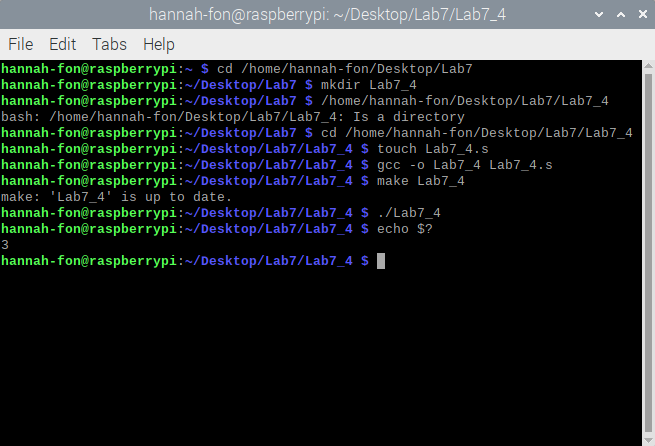 hannah-fon@raspberrypi: ~/Desktop/Lab7/Lab7_4
File Edit Tabs Help
hannah-fon@raspberrypi:~ $ cd /home/hannah-fon/Desktop/Lab7
hannah-fon@raspberrypi:~/Desktop/Lab7 $ mkdir Lab7_4
hannah-fon@raspberrypi:~/Desktop/Lab7 $ /home/hannah-fon/Desktop/Lab7/Lab7_4
bash: /home/hannah-fon/Desktop/Lab7/Lab7_4: Is a directory
hannah-fon@raspberrypi:~/Desktop/Lab7 $ cd /home/hannah-fon/Desktop/Lab7/Lab7_4
hannah-fon@raspberrypi:~/Desktop/Lab7/Lab7_4 $ touch Lab7_4.s
hannah-fon@raspberrypi:~/Desktop/Lab7/Lab7_4 $ gcc -o Lab7_4 Lab7_4.s
hannah-fon@raspberrypi:~/Desktop/Lab7/Lab7_4 $ make Lab7_4
make: 'Lab7_4' is up to date.
hannah-fon@raspberrypi:~/Desktop/Lab7/Lab7_4 $ ./Lab7_4
hannah-fon@raspberrypi:~/Desktop/Lab7/Lab7_4 $ echo $?
3
hannah-fon@raspberrypi:~/Desktop/Lab7/Lab7_4 $